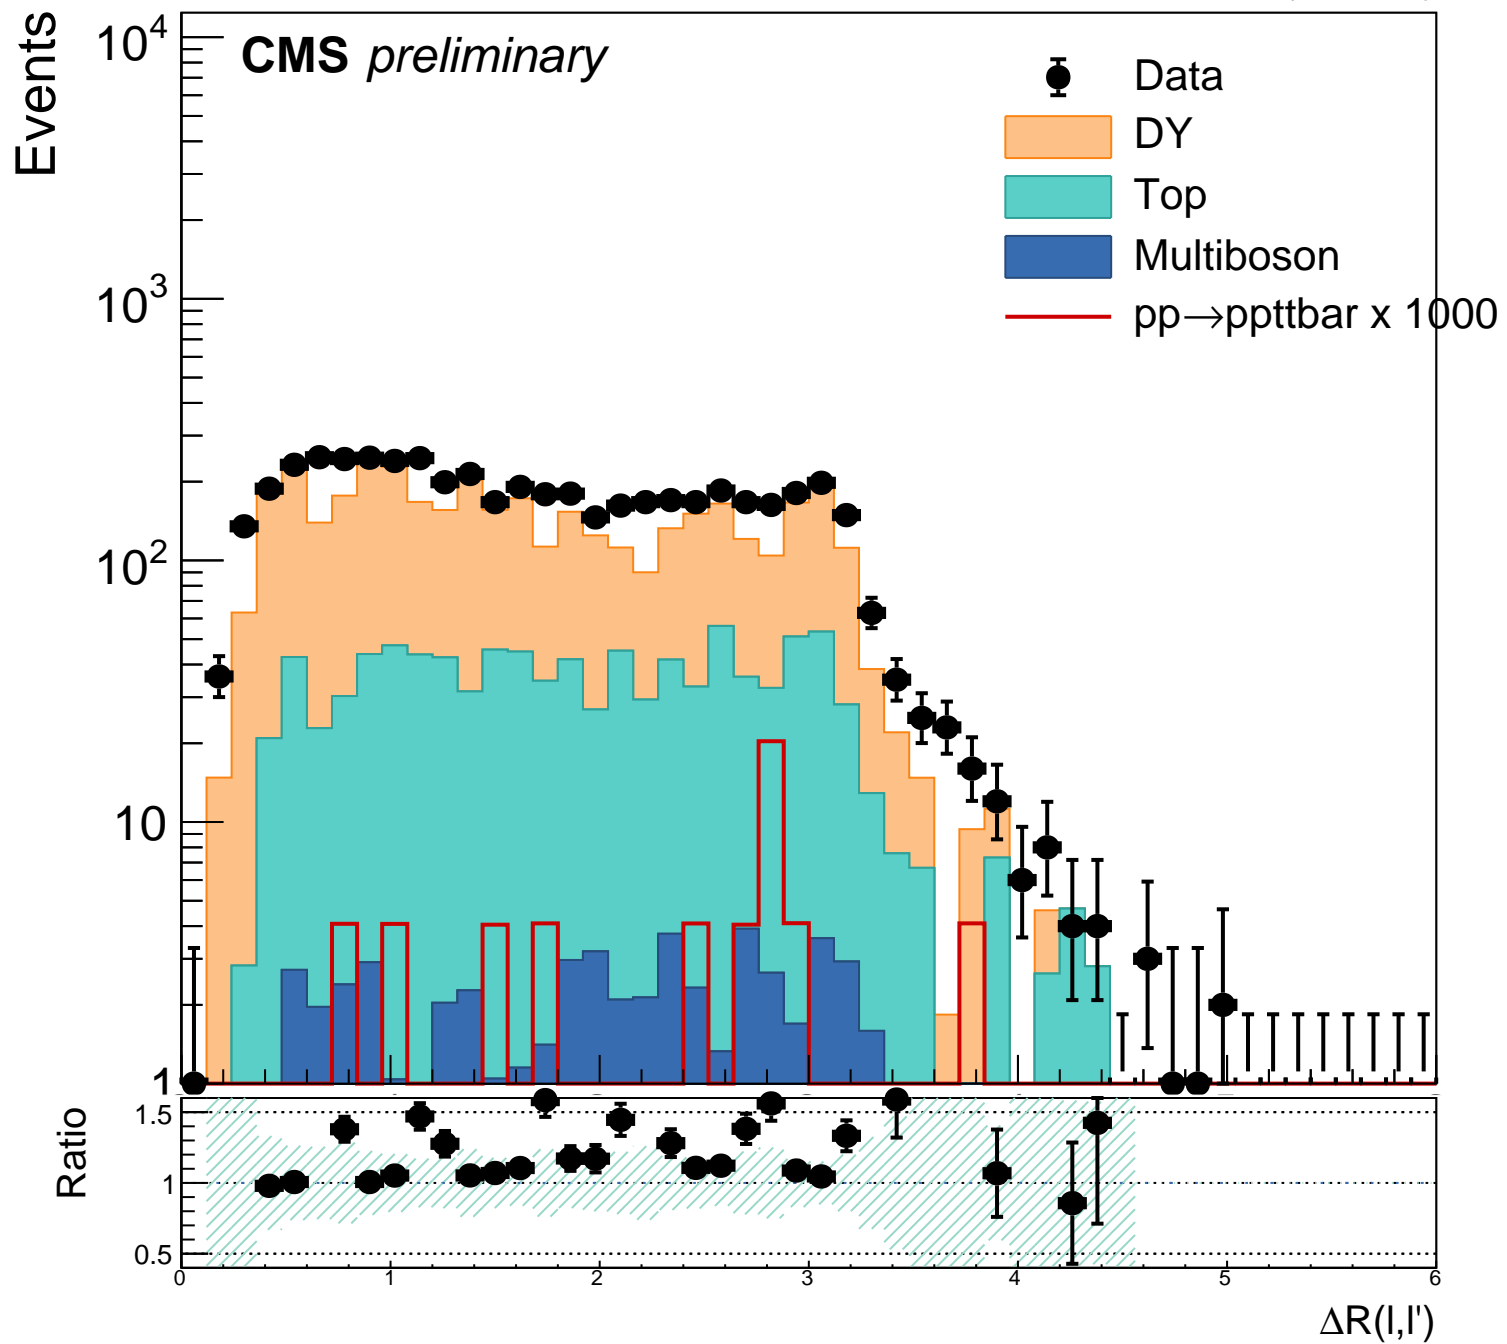 CMS preliminary
Events
10^4
10^3
10^2
10
1
Data
DY
Top
Multiboson
pp→ppttbar x 1000
Ratio
1.5
1
0.5
0 1 2 3 4 5 6
ΔR(l,l')